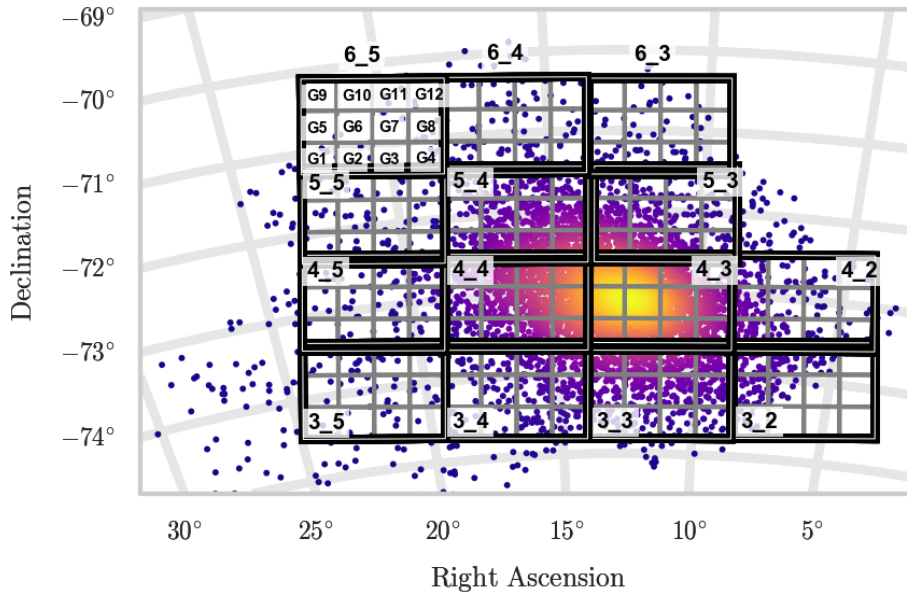 −69°
6_5 6_4 6_3
−70°
G9 G10 G11 G12
G5 G6 G7 G8
G1 G2 G3 G4
−71°
5_5 5_4 5_3
−72°
4_5 4_4 4_3 4_2
−73°
3_5 3_4 3_3 3_2
−74°
Declination
30° 25° 20° 15° 10° 5°
Right Ascension